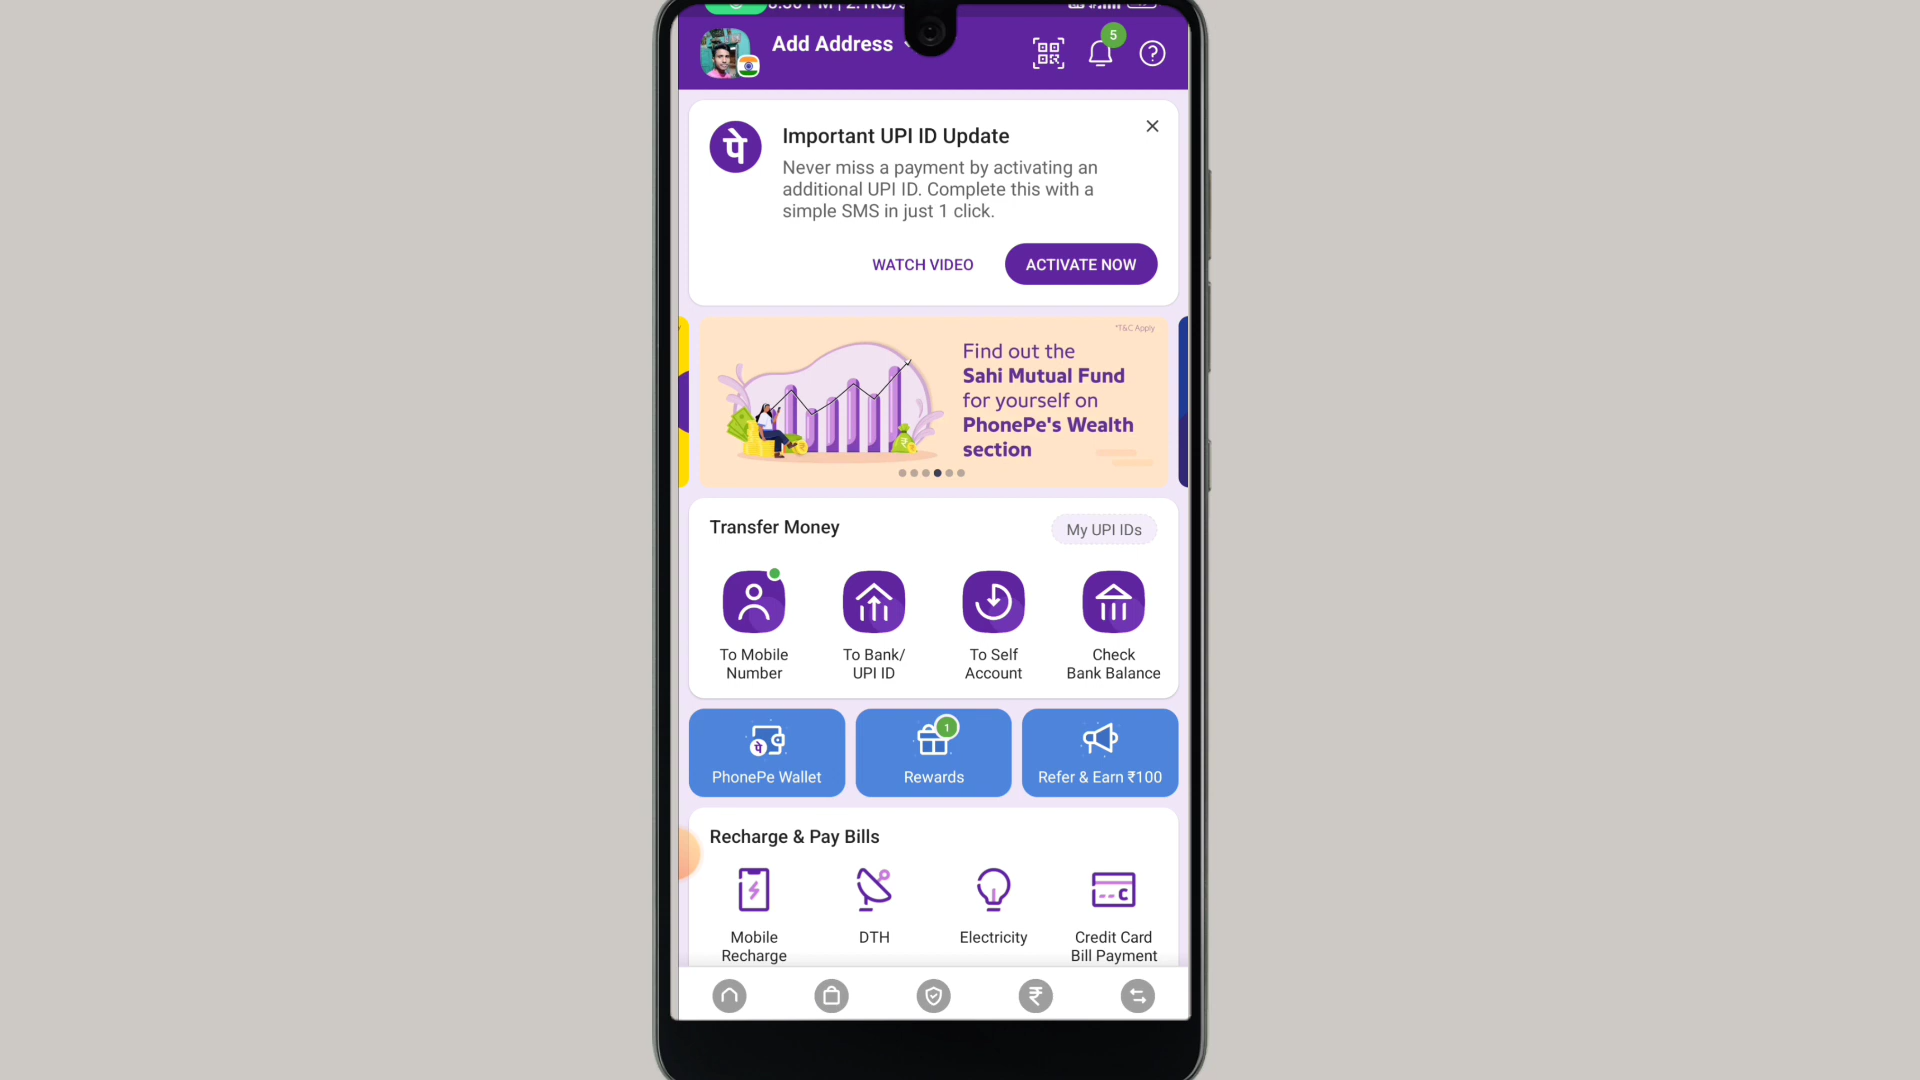 Add Address
5
Important UPI ID Update
Never miss a payment by activating an
additional UPI ID. Complete this with a
simple SMS in just 1 click.
WATCH VIDEO
ACTIVATE NOW
पे
*T&C Apply
Find out the
Sahi Mutual Fund
for yourself on
PhonePe's Wealth
section
Transfer Money
My UPI IDs
To Mobile
Number
To Bank/
UPI ID
To Self
Account
Check
Bank Balance
पे
PhonePe Wallet
1
Rewards
Refer & Earn ₹100
Recharge & Pay Bills
Mobile
Recharge
DTH
Electricity
Credit Card
Bill Payment